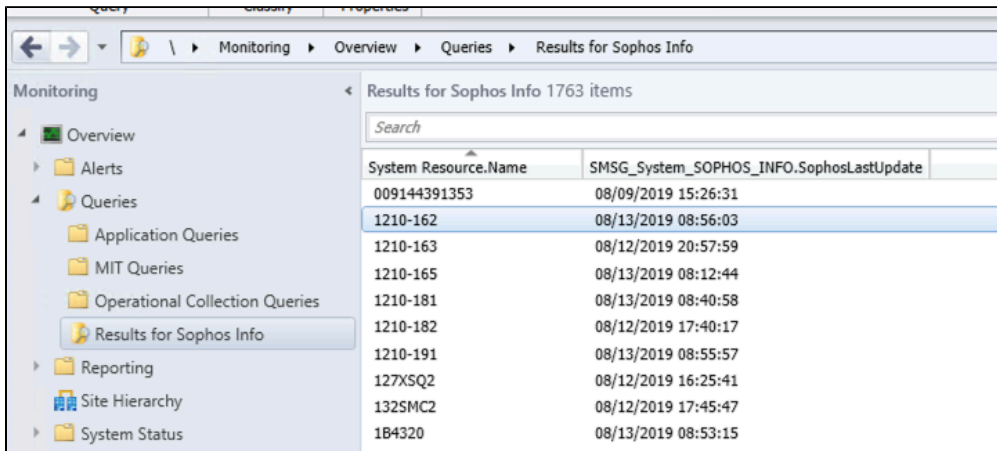 Query Classify Properties
\ Monitoring Overview Queries Results for Sophos Info
Monitoring
Overview
Alerts
Queries
Application Queries
MIT Queries
Operational Collection Queries
Results for Sophos Info
Reporting
Site Hierarchy
System Status
Results for Sophos Info 1763 items
Search
System Resource.Name SMSG_System_SOPHOS_INFO.SophosLastUpdate
009144391353 08/09/2019 15:26:31
1210-162 08/13/2019 08:56:03
1210-163 08/12/2019 20:57:59
1210-165 08/13/2019 08:12:44
1210-181 08/13/2019 08:40:58
1210-182 08/12/2019 17:40:17
1210-191 08/13/2019 08:55:57
127XSQ2 08/12/2019 16:25:41
132SMC2 08/12/2019 17:45:47
1B4320 08/13/2019 08:53:15